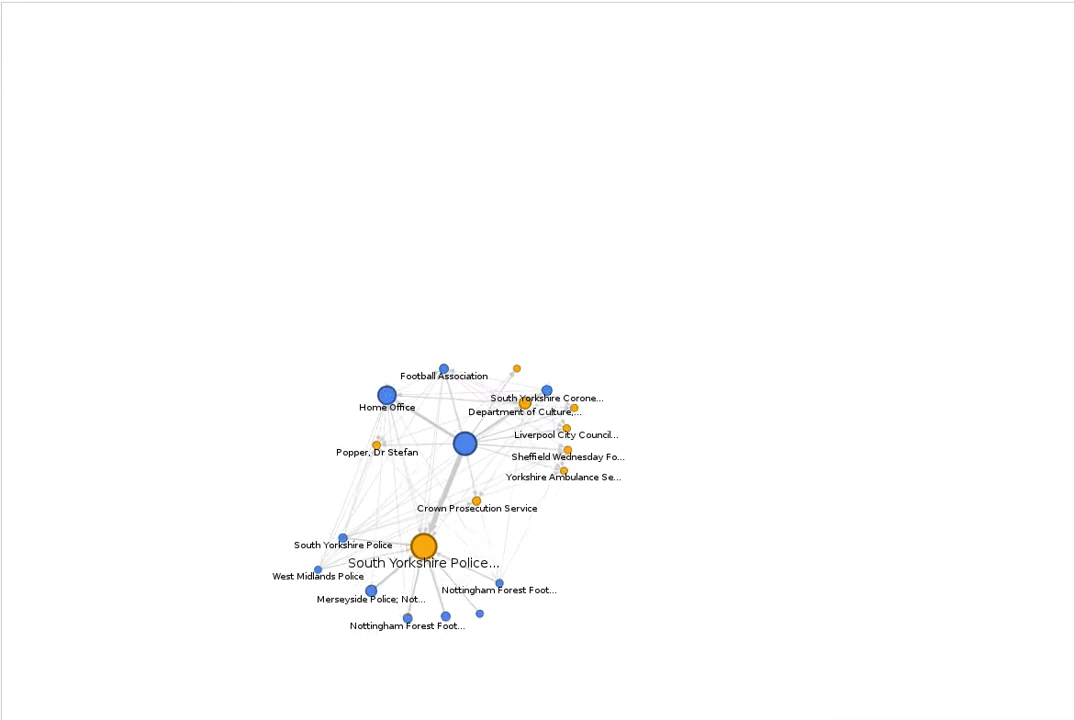 Football Association
South Yorkshire Corone...
Home Office
Department of Culture,...
Liverpool City Council...
Popper, Dr Stefan
Sheffield Wednesday Fo...
Yorkshire Ambulance Se...
Crown Prosecution Service
South Yorkshire Police
South Yorkshire Police...
West Midlands Police
Nottingham Forest Foot...
Merseyside Police; Not...
Nottingham Forest Foot...